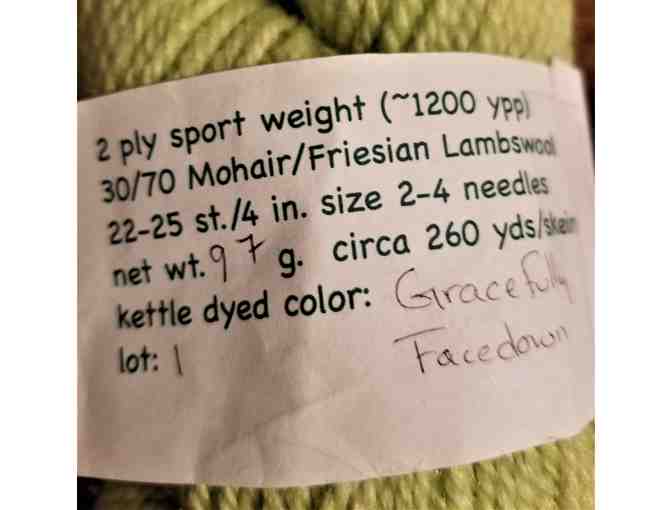 2 ply sport weight (~1200 ypp)
30/70 Mohair/Friesian Lambswool
22-25 st./4 in. size 2-4 needles
net wt. 97 g. circa 260 yds/skein
kettle dyed color: Gracefully
Facedown
lot: 1